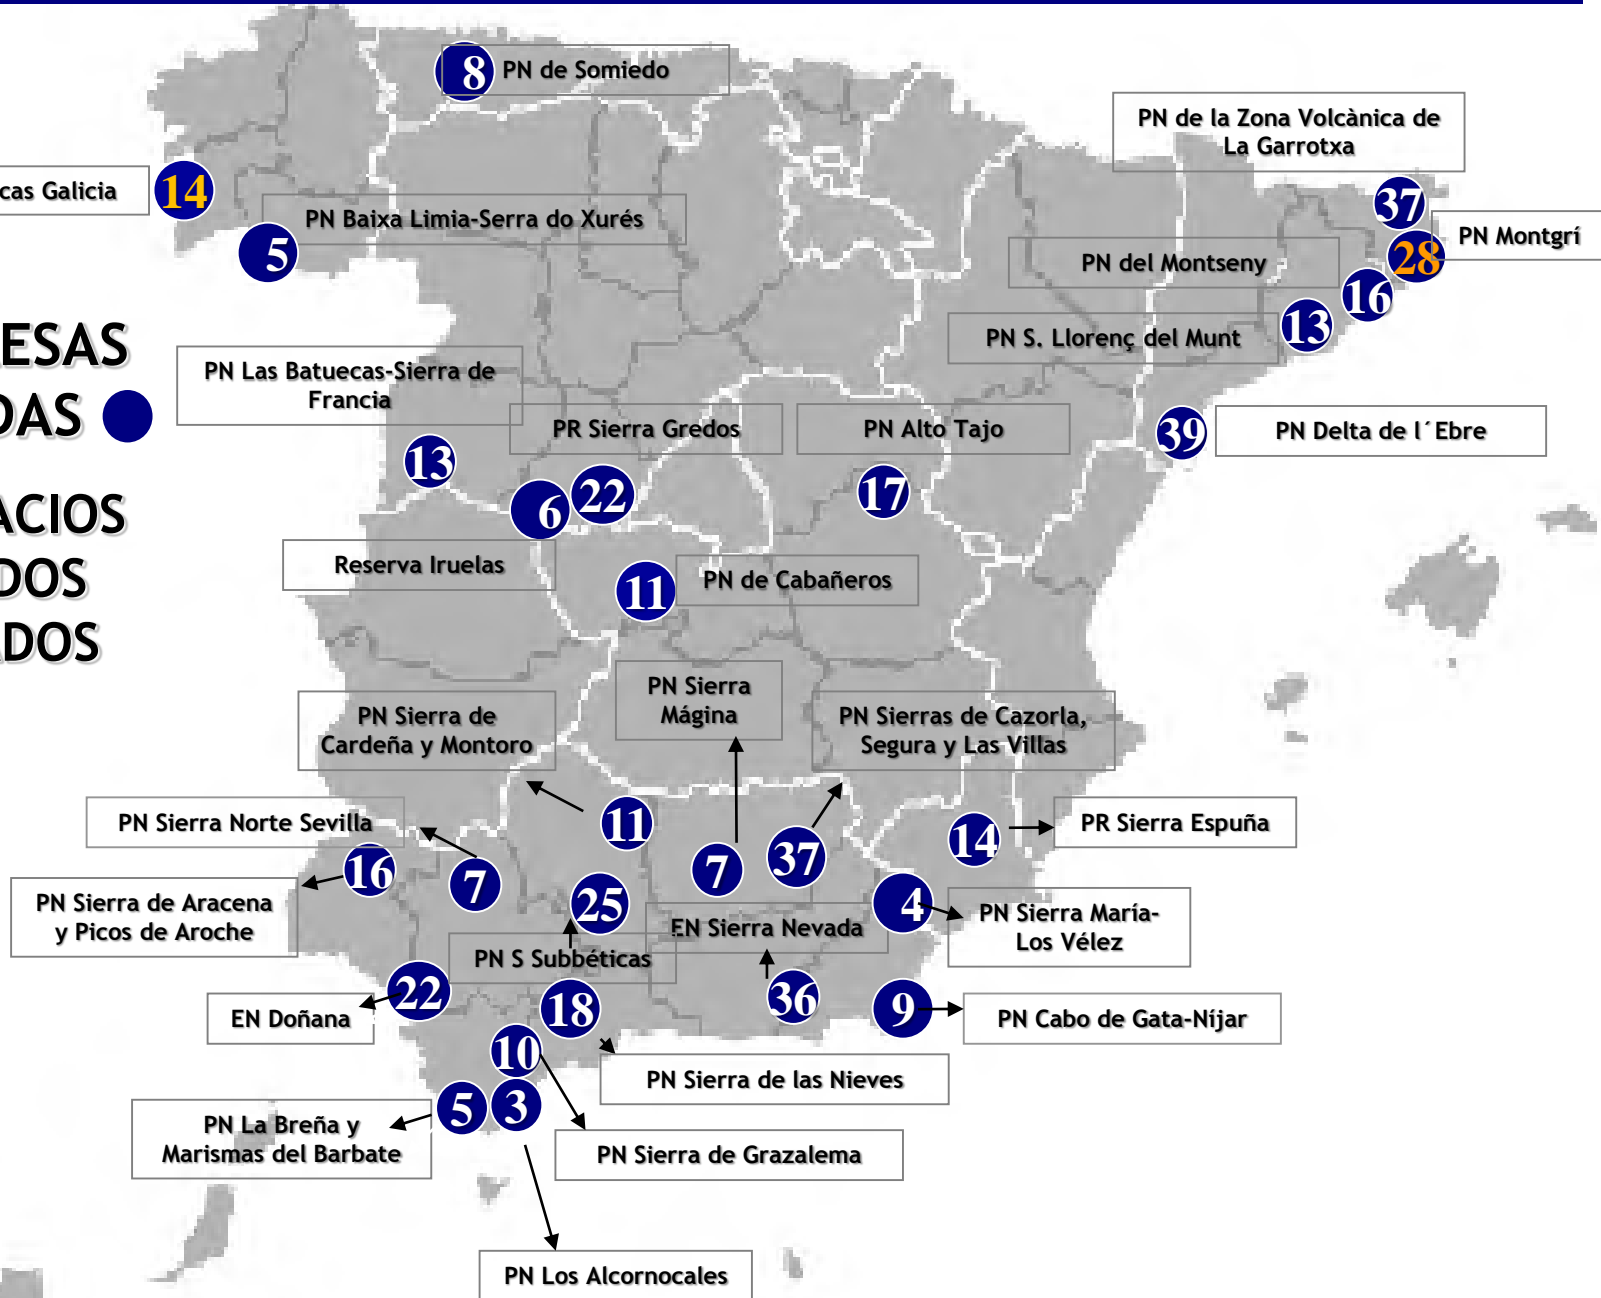 8
PN de Somiedo
PN de la Zona Volcànica de
La Garrotxa
cas Galicia
14
PN Baixa Limia-Serra do Xurés
5
37
PN Montgrí
28
PN del Montseny
16
PN S. Llorenç del Munt
13
ESAS
DAS
PN Las Batuecas-Sierra de
Francia
13
PR Sierra Gredos
6
22
PN Alto Tajo
17
39
PN Delta de l´Ebre
ACIOS
DOS
ADOS
Reserva Iruelas
11
PN de Cabañeros
PN Sierra
Mágina
PN Sierra de
Cardeña y Montoro
PN Sierras de Cazorla,
Segura y Las Villas
PN Sierra Norte Sevilla
11
14
PR Sierra Espuña
16
7
7
37
PN Sierra de Aracena
y Picos de Aroche
25
4
PN Sierra María-
Los Vélez
EN Sierra Nevada
PN S Subbéticas
22
EN Doñana
18
36
9
PN Cabo de Gata-Níjar
10
PN Sierra de las Nieves
5
3
PN La Breña y
Marismas del Barbate
PN Sierra de Grazalema
PN Los Alcornocales